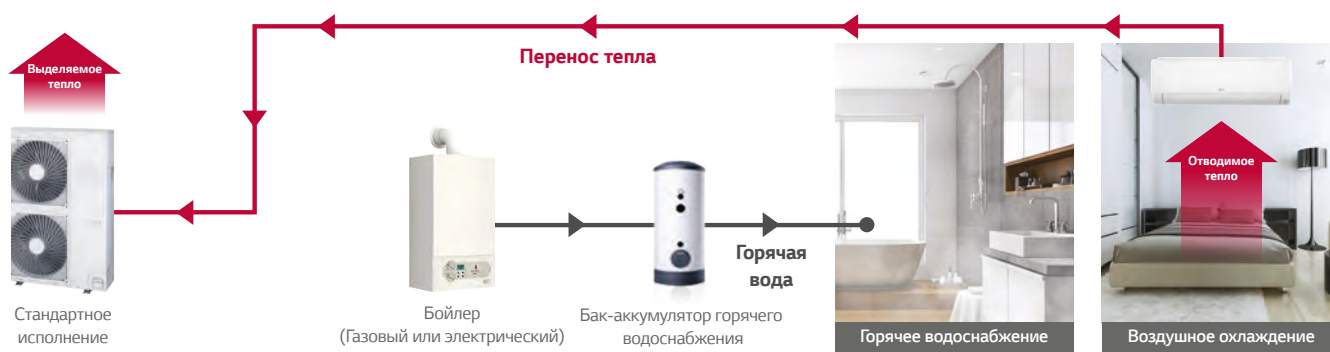 Перенос тепла
Выделяемое
тепло
Отводимое
тепло
Горячая
вода
Стандартное
исполнение
Бойлер
(Газовый или электрический)
Бак-аккумулятор горячего
водоснабжения
Горячее водоснабжение
Воздушное охлаждение